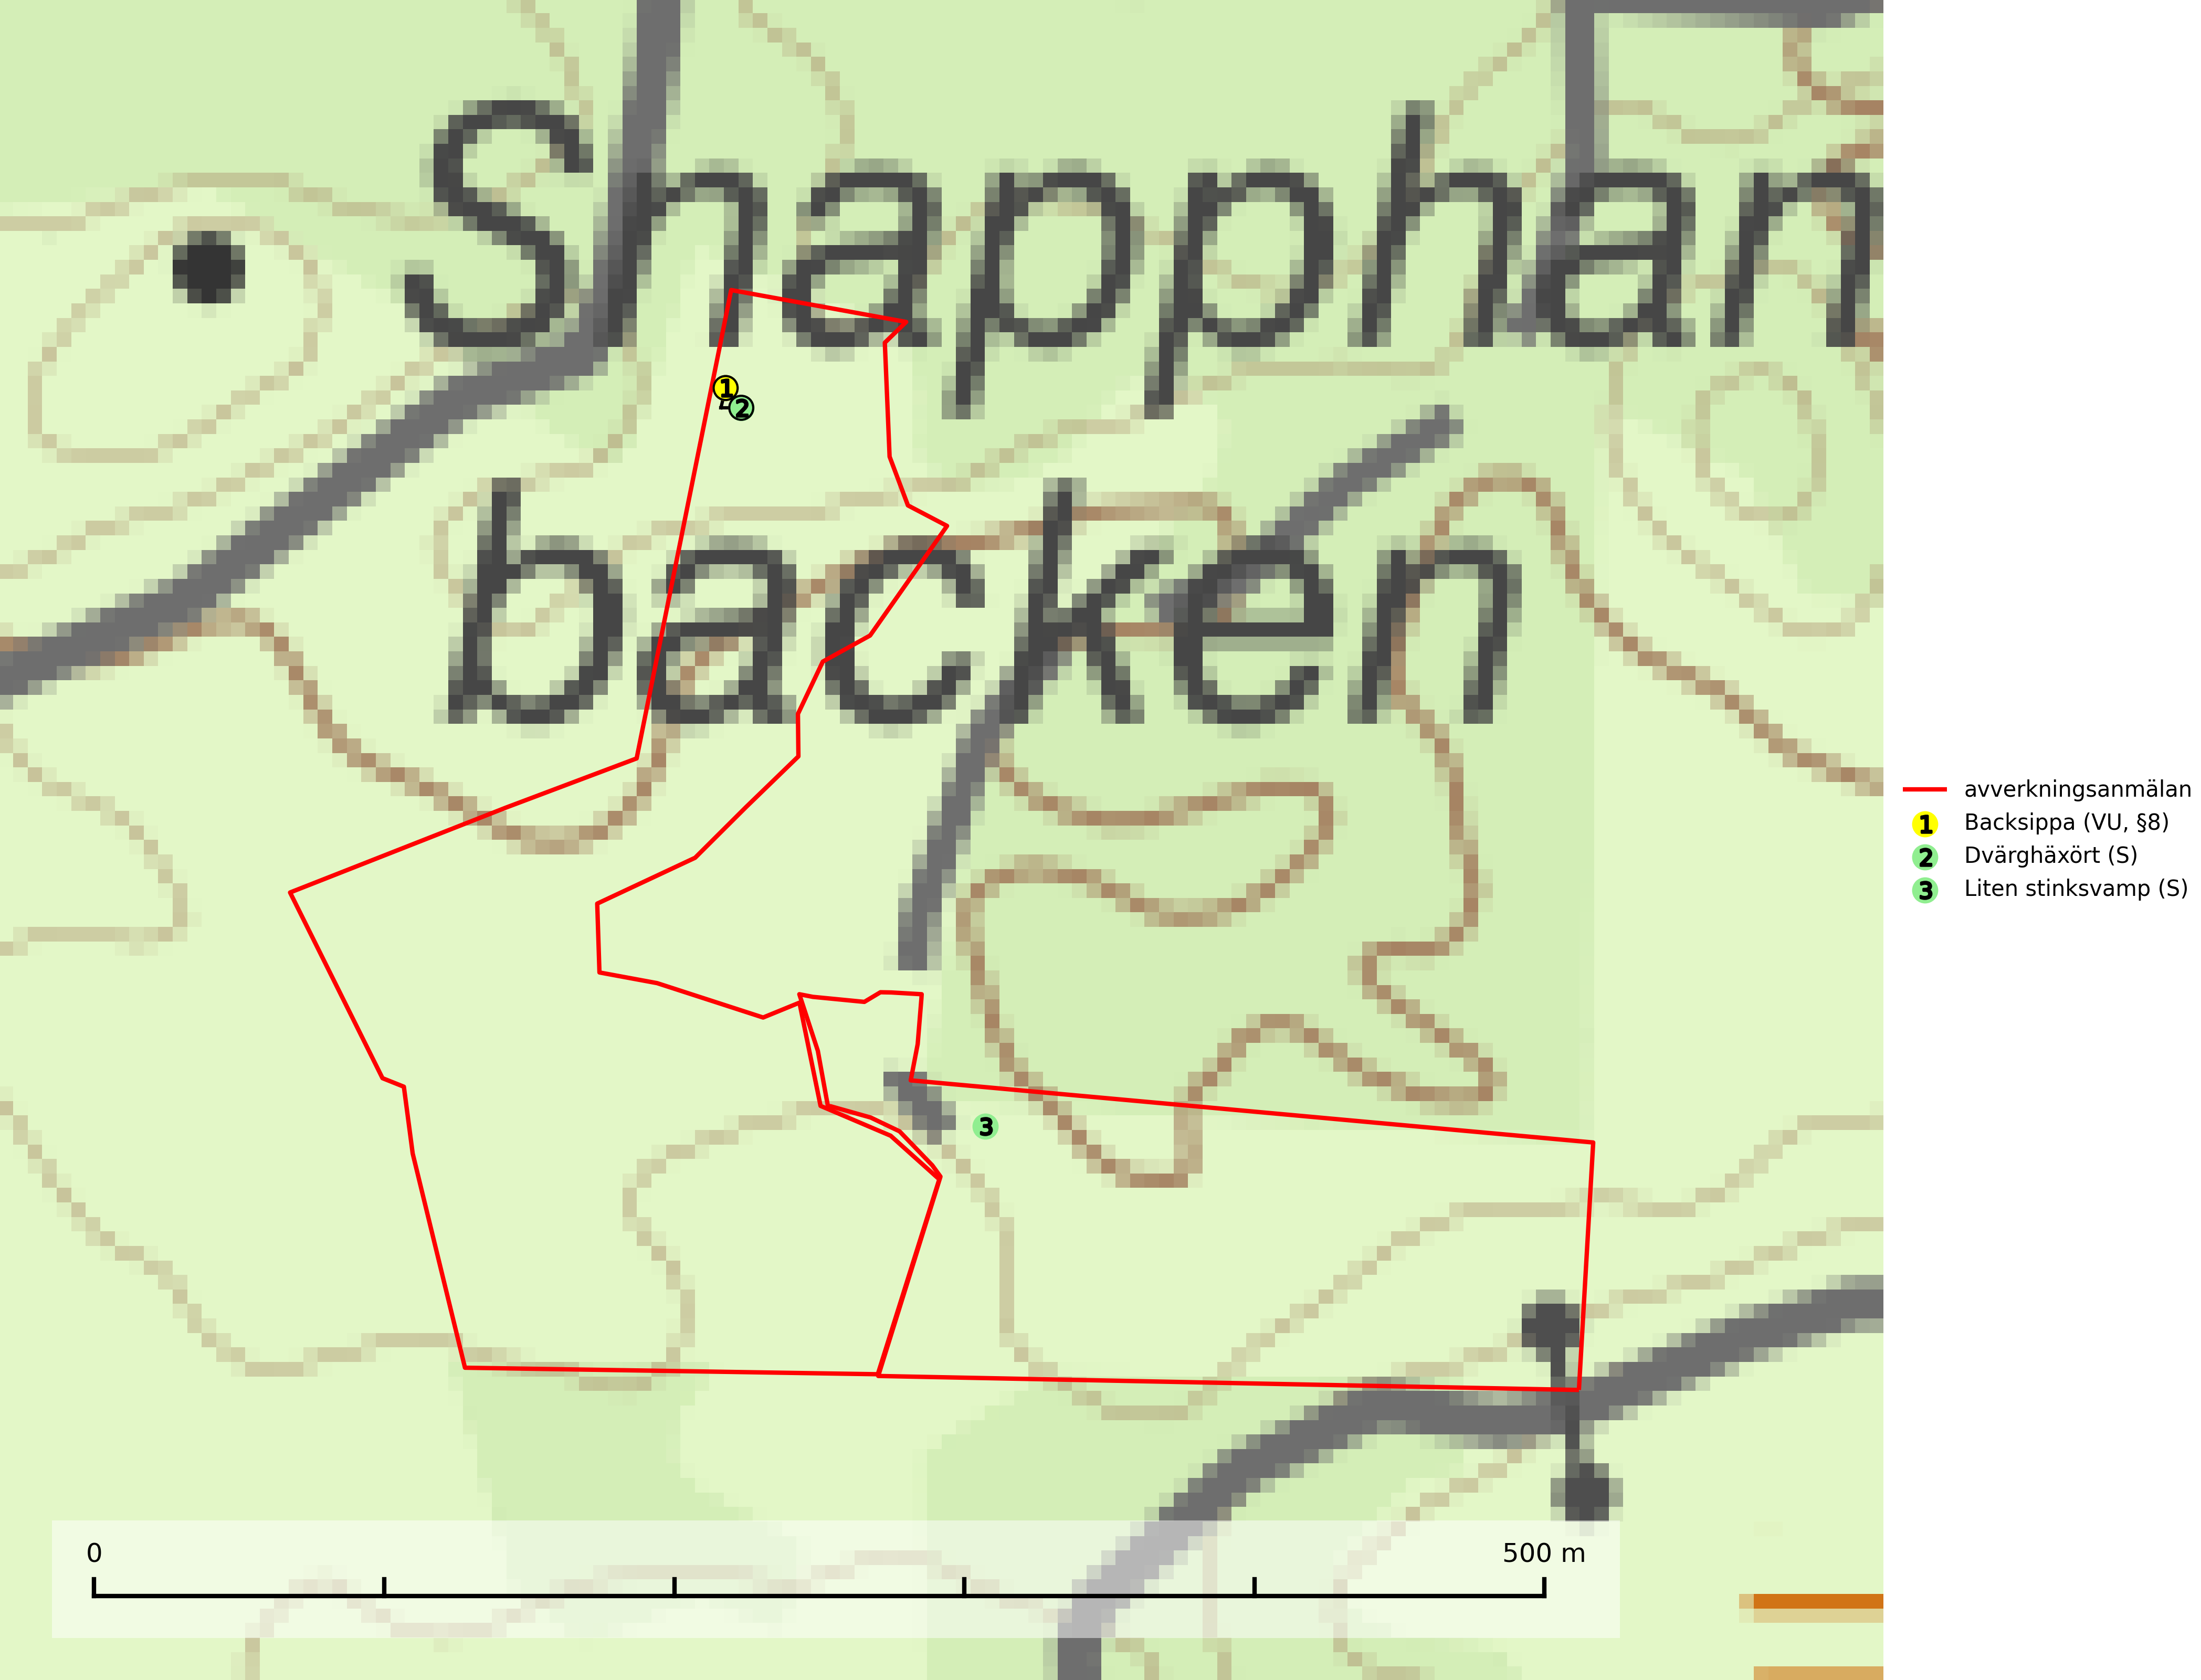 Snapphan
backen
1
2
3
0
500 m
avverkningsanmälan
1 Backsippa (VU, §8)
2 Dvärghäxört (S)
3 Liten stinksvamp (S)